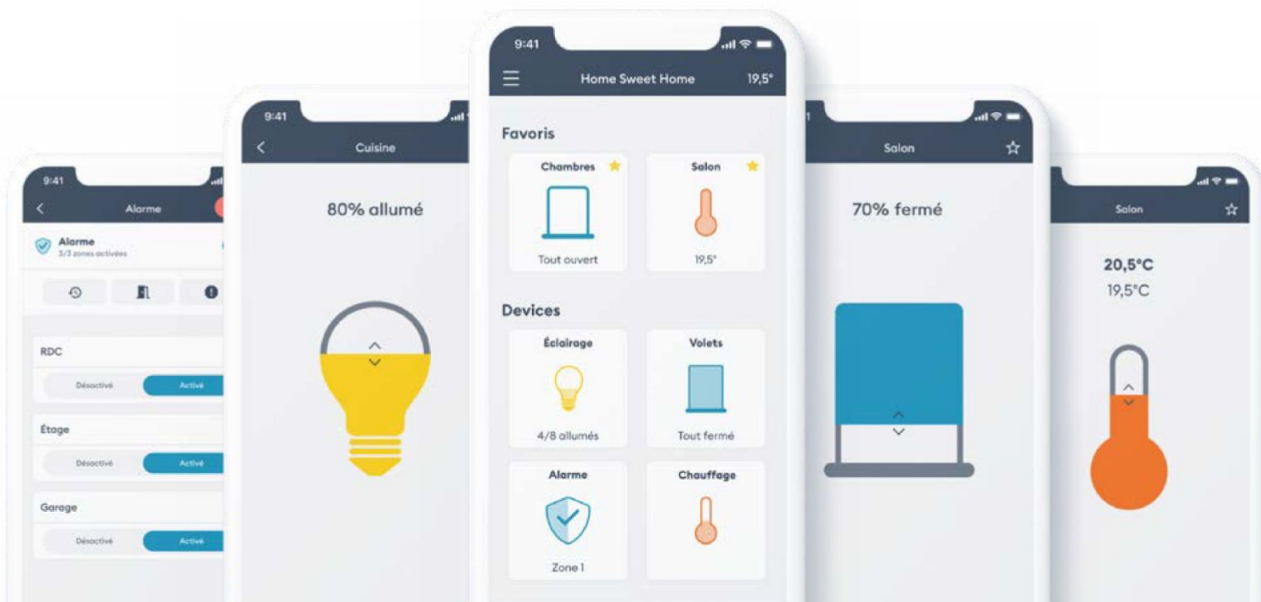 9:41
Alarme
Alarme
3/3 zones activées
RDC
Désactivé Activé
Étage
Désactivé Activé
Garage
Désactivé Activé
9:41
Cuisine
80% allumé
9:41
Home Sweet Home 19,5°
Favoris
Chambres Salon
Tout ouvert 19,5°
Devices
Éclairage Volets
4/8 allumés Tout fermé
Alarme Chauffage
Zone 1
Salon
70% fermé
Salon
20,5°C
19,5°C